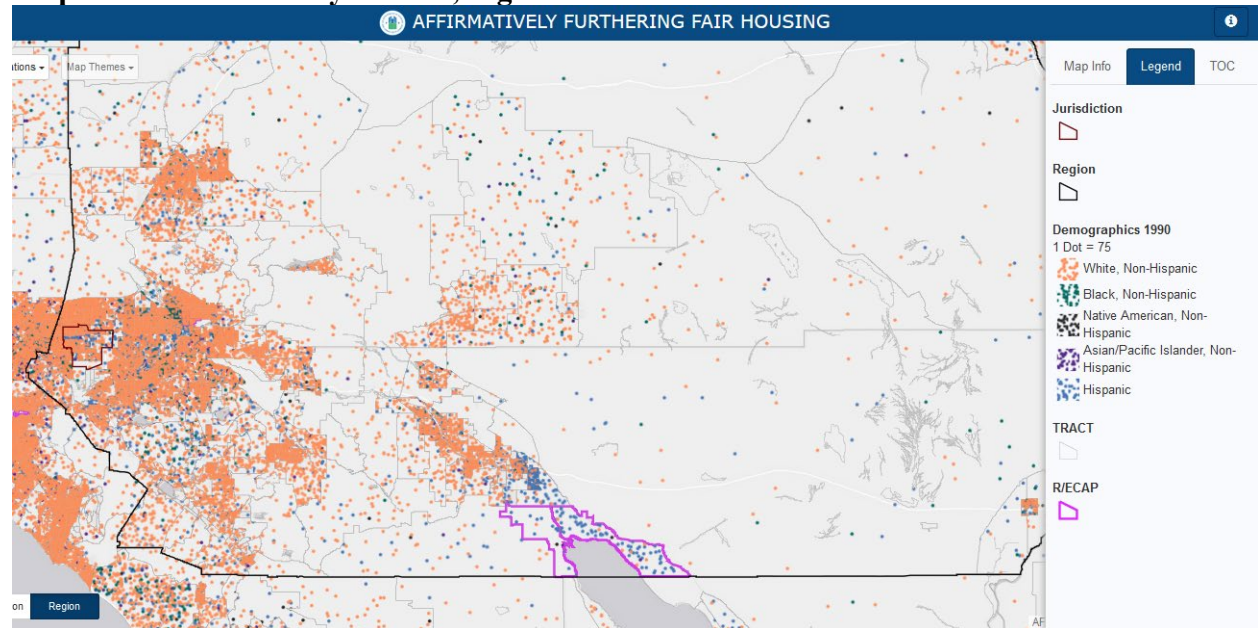 AFFIRMATIVELY FURTHERING FAIR HOUSING
Map Themes
Map Info Legend TOC
Jurisdiction
Region
Demographics 1990
1 Dot = 75
White, Non-Hispanic
Black, Non-Hispanic
Native American, Non-
Hispanic
Asian/Pacific Islander, Non-
Hispanic
Hispanic
TRACT
R/ECAP
Region